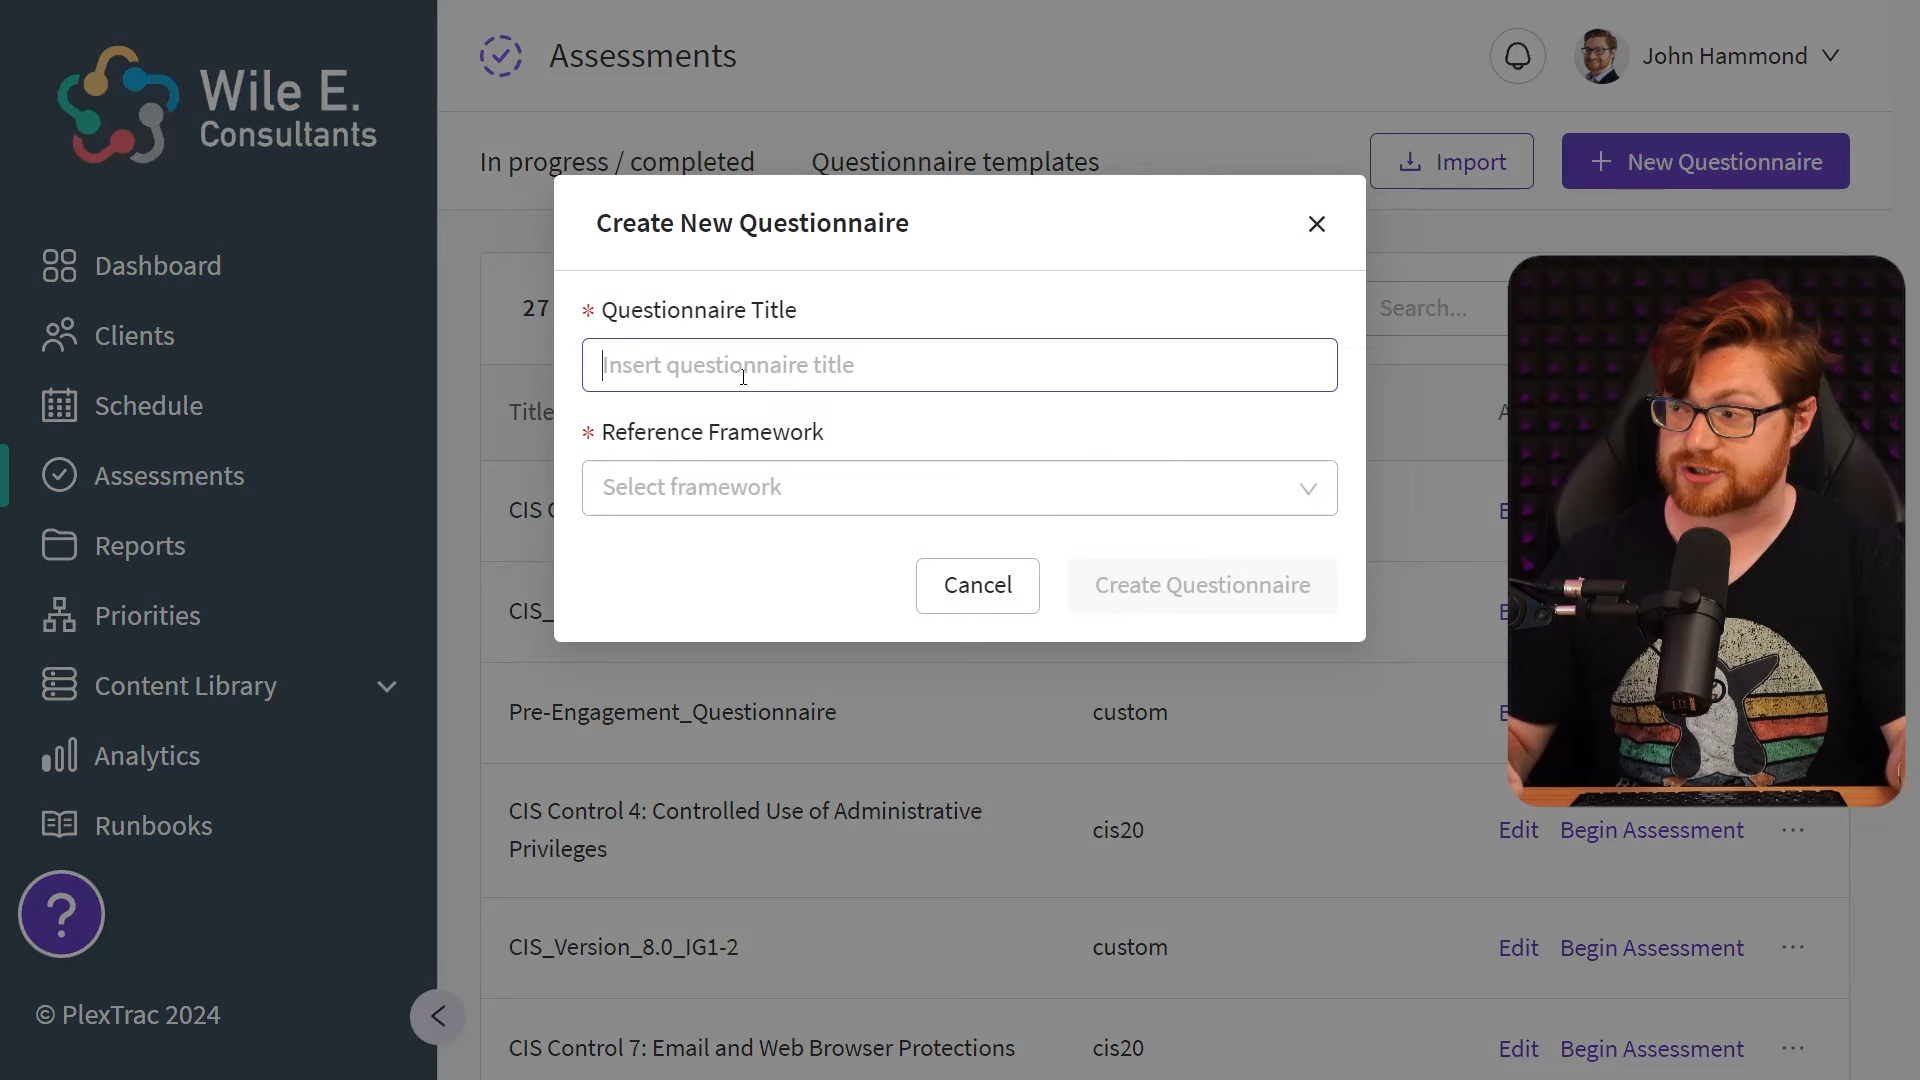 Wile E.
Consultants
Dashboard
Clients
Schedule
Assessments
Reports
Priorities
Content Library
Analytics
Runbooks
?
© PlexTrac 2024
Assessments
John Hammond
In progress / completed
Questionnaire templates
Import
+ New Questionnaire
Create New Questionnaire
* Questionnaire Title
Insert questionnaire title
* Reference Framework
Select framework
Cancel
Create Questionnaire
27
Search...
Title
A
CIS C
E
CIS_
E
Pre-Engagement_Questionnaire
custom
E
CIS Control 4: Controlled Use of Administrative
Privileges
cis20
Edit
Begin Assessment
...
CIS_Version_8.0_IG1-2
custom
Edit
Begin Assessment
...
CIS Control 7: Email and Web Browser Protections
cis20
Edit
Begin Assessment
...